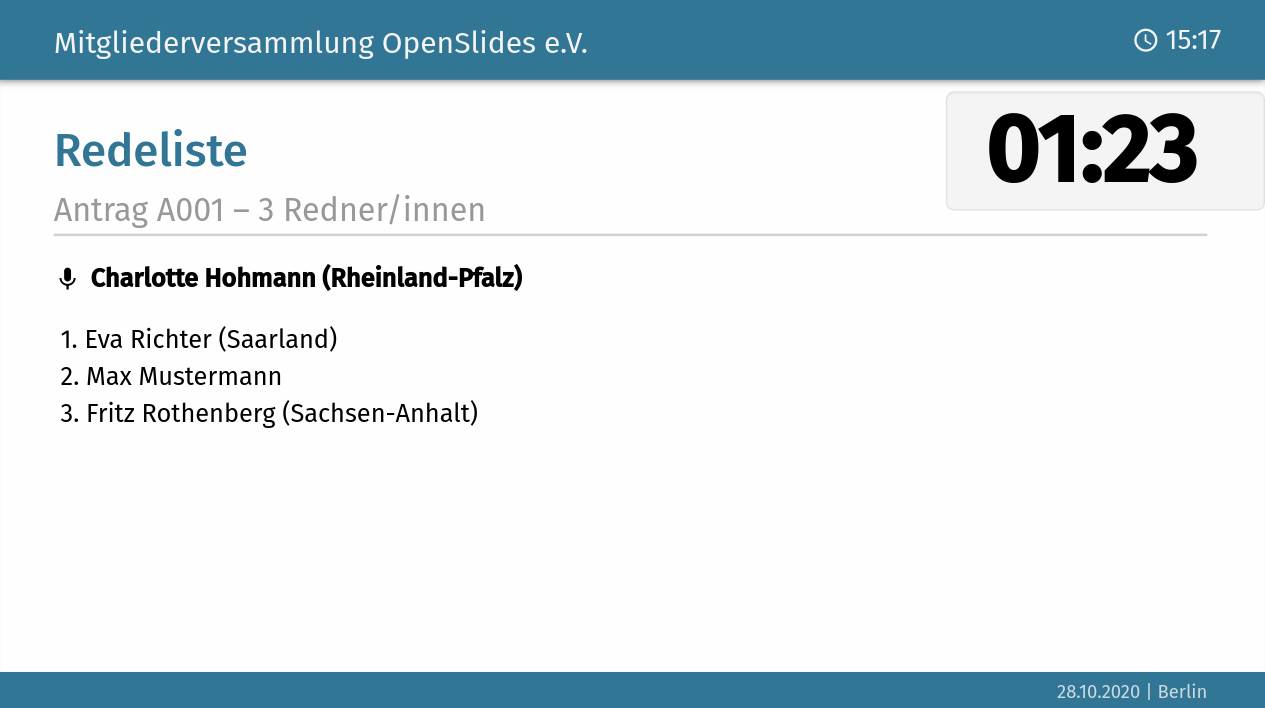 Mitgliederversammlung OpenSlides e.V.
15:17
01:23
Redeliste
Antrag A001 – 3 Redner/innen
Charlotte Hohmann (Rheinland-Pfalz)
1. Eva Richter (Saarland)
2. Max Mustermann
3. Fritz Rothenberg (Sachsen-Anhalt)
28.10.2020 | Berlin